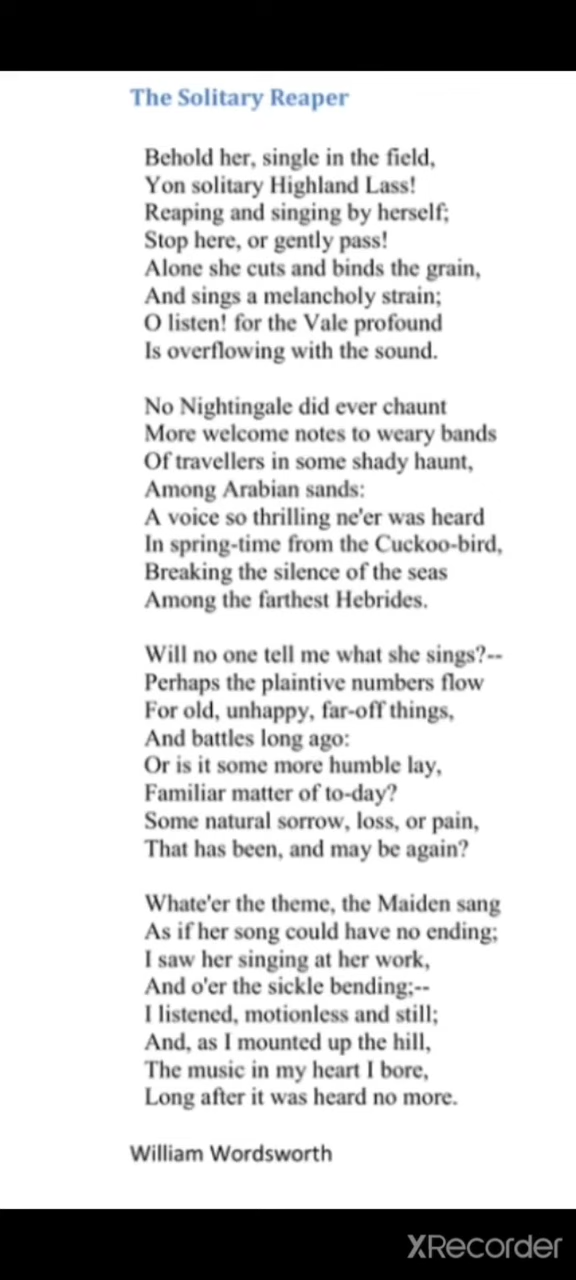 The Solitary Reaper
Behold her, single in the field,
Yon solitary Highland Lass!
Reaping and singing by herself;
Stop here, or gently pass!
Alone she cuts and binds the grain,
And sings a melancholy strain;
O listen! for the Vale profound
Is overflowing with the sound.
No Nightingale did ever chaunt
More welcome notes to weary bands
Of travellers in some shady haunt,
Among Arabian sands:
A voice so thrilling ne'er was heard
In spring-time from the Cuckoo-bird,
Breaking the silence of the seas
Among the farthest Hebrides.
Will no one tell me what she sings?--
Perhaps the plaintive numbers flow
For old, unhappy, far-off things,
And battles long ago:
Or is it some more humble lay,
Familiar matter of to-day?
Some natural sorrow, loss, or pain,
That has been, and may be again?
Whate'er the theme, the Maiden sang
As if her song could have no ending;
I saw her singing at her work,
And o'er the sickle bending;--
I listened, motionless and still;
And, as I mounted up the hill,
The music in my heart I bore,
Long after it was heard no more.
William Wordsworth
XRecorder